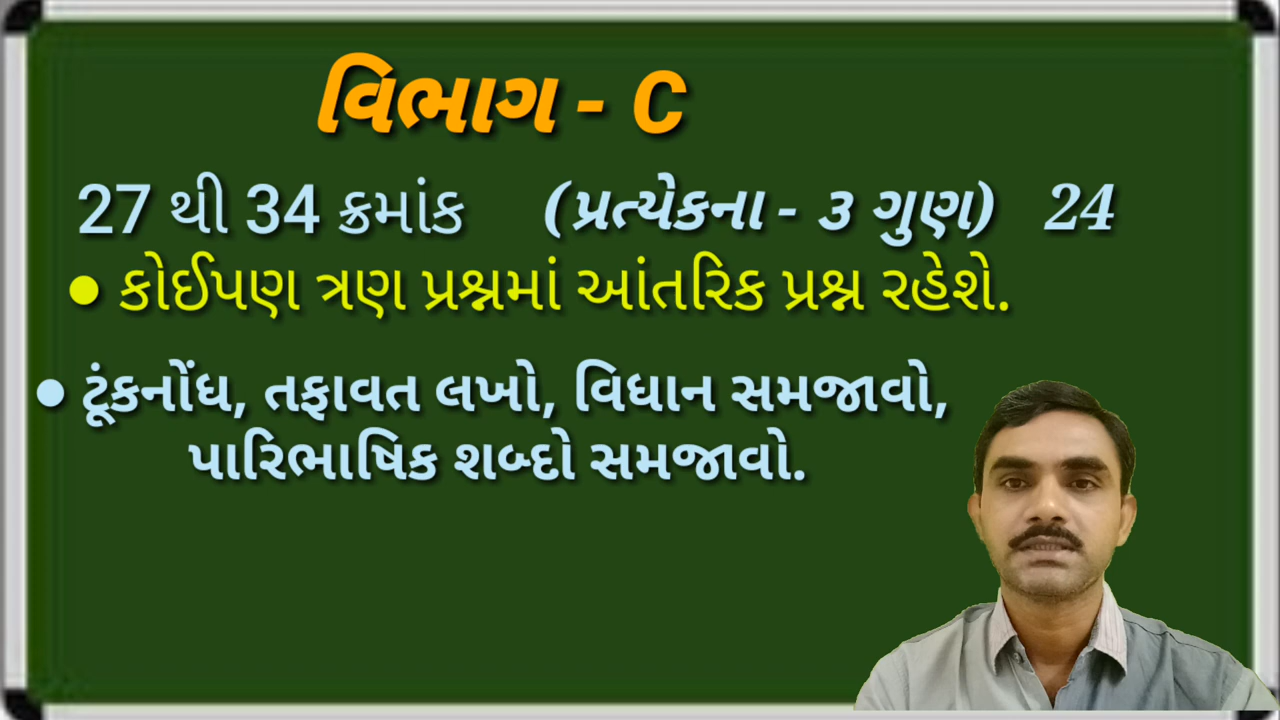 વિભાગ - C
27 થી 34 ક્રમાંક (પ્રત્યેકના - ૩ ગુણ) 24
● કોઈપણ ત્રણ પ્રશ્નમાં આંતરિક પ્રશ્ન રહેશે.
● ટૂંકનોંધ, તફાવત લખો, વિધાન સમજાવો,
પારિભાષિક શબ્દો સમજાવો.